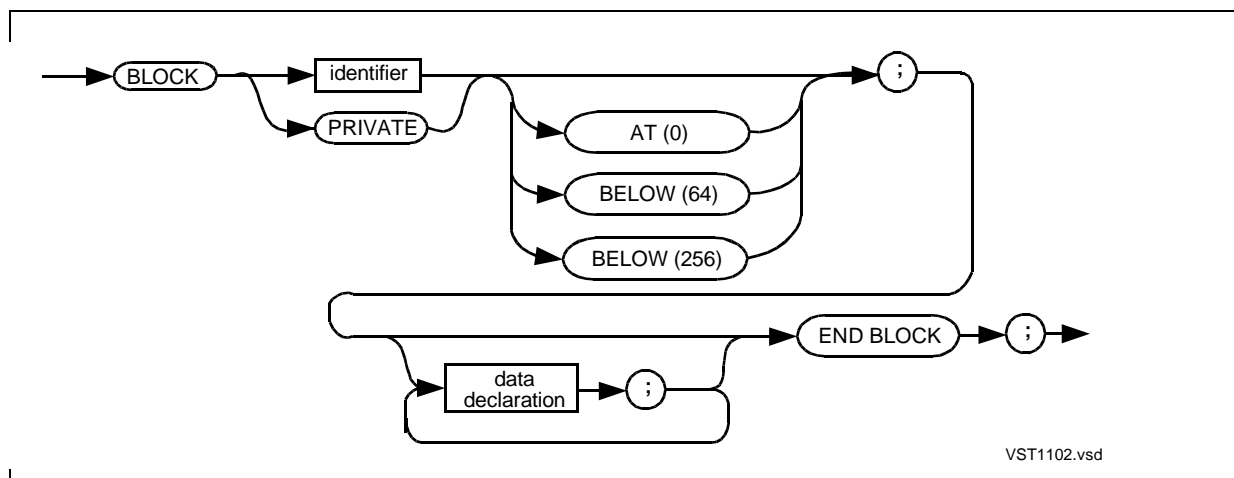 BLOCK
identifier
PRIVATE
AT (0)
BELOW (64)
BELOW (256)
;
data
declaration
;
END BLOCK
;
VST1102.vsd